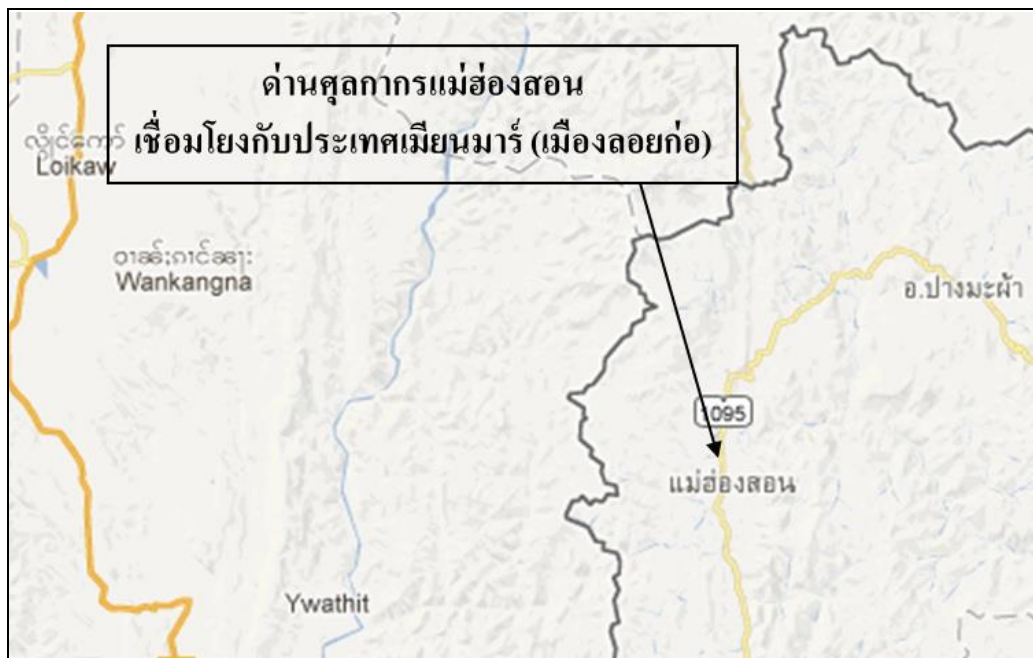 ด่านศุลกากรแม่ฮ่องสอน
เชื่อมโยงกับประเทศเมียนมาร์ (เมืองลอยก่อ)
Loikaw
Wankangna
อ.ปางมะผ้า
1095
แม่ฮ่องสอน
Ywathit